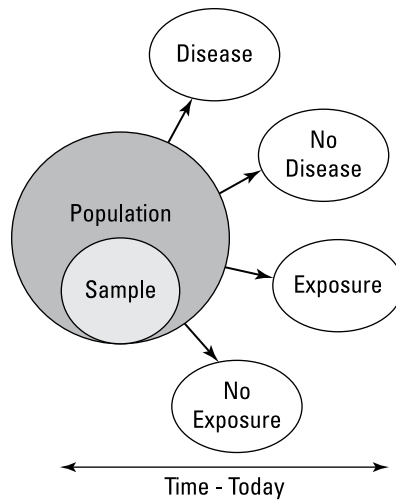 Disease
No
Disease
Population
Sample
Exposure
No
Exposure
Time - Today